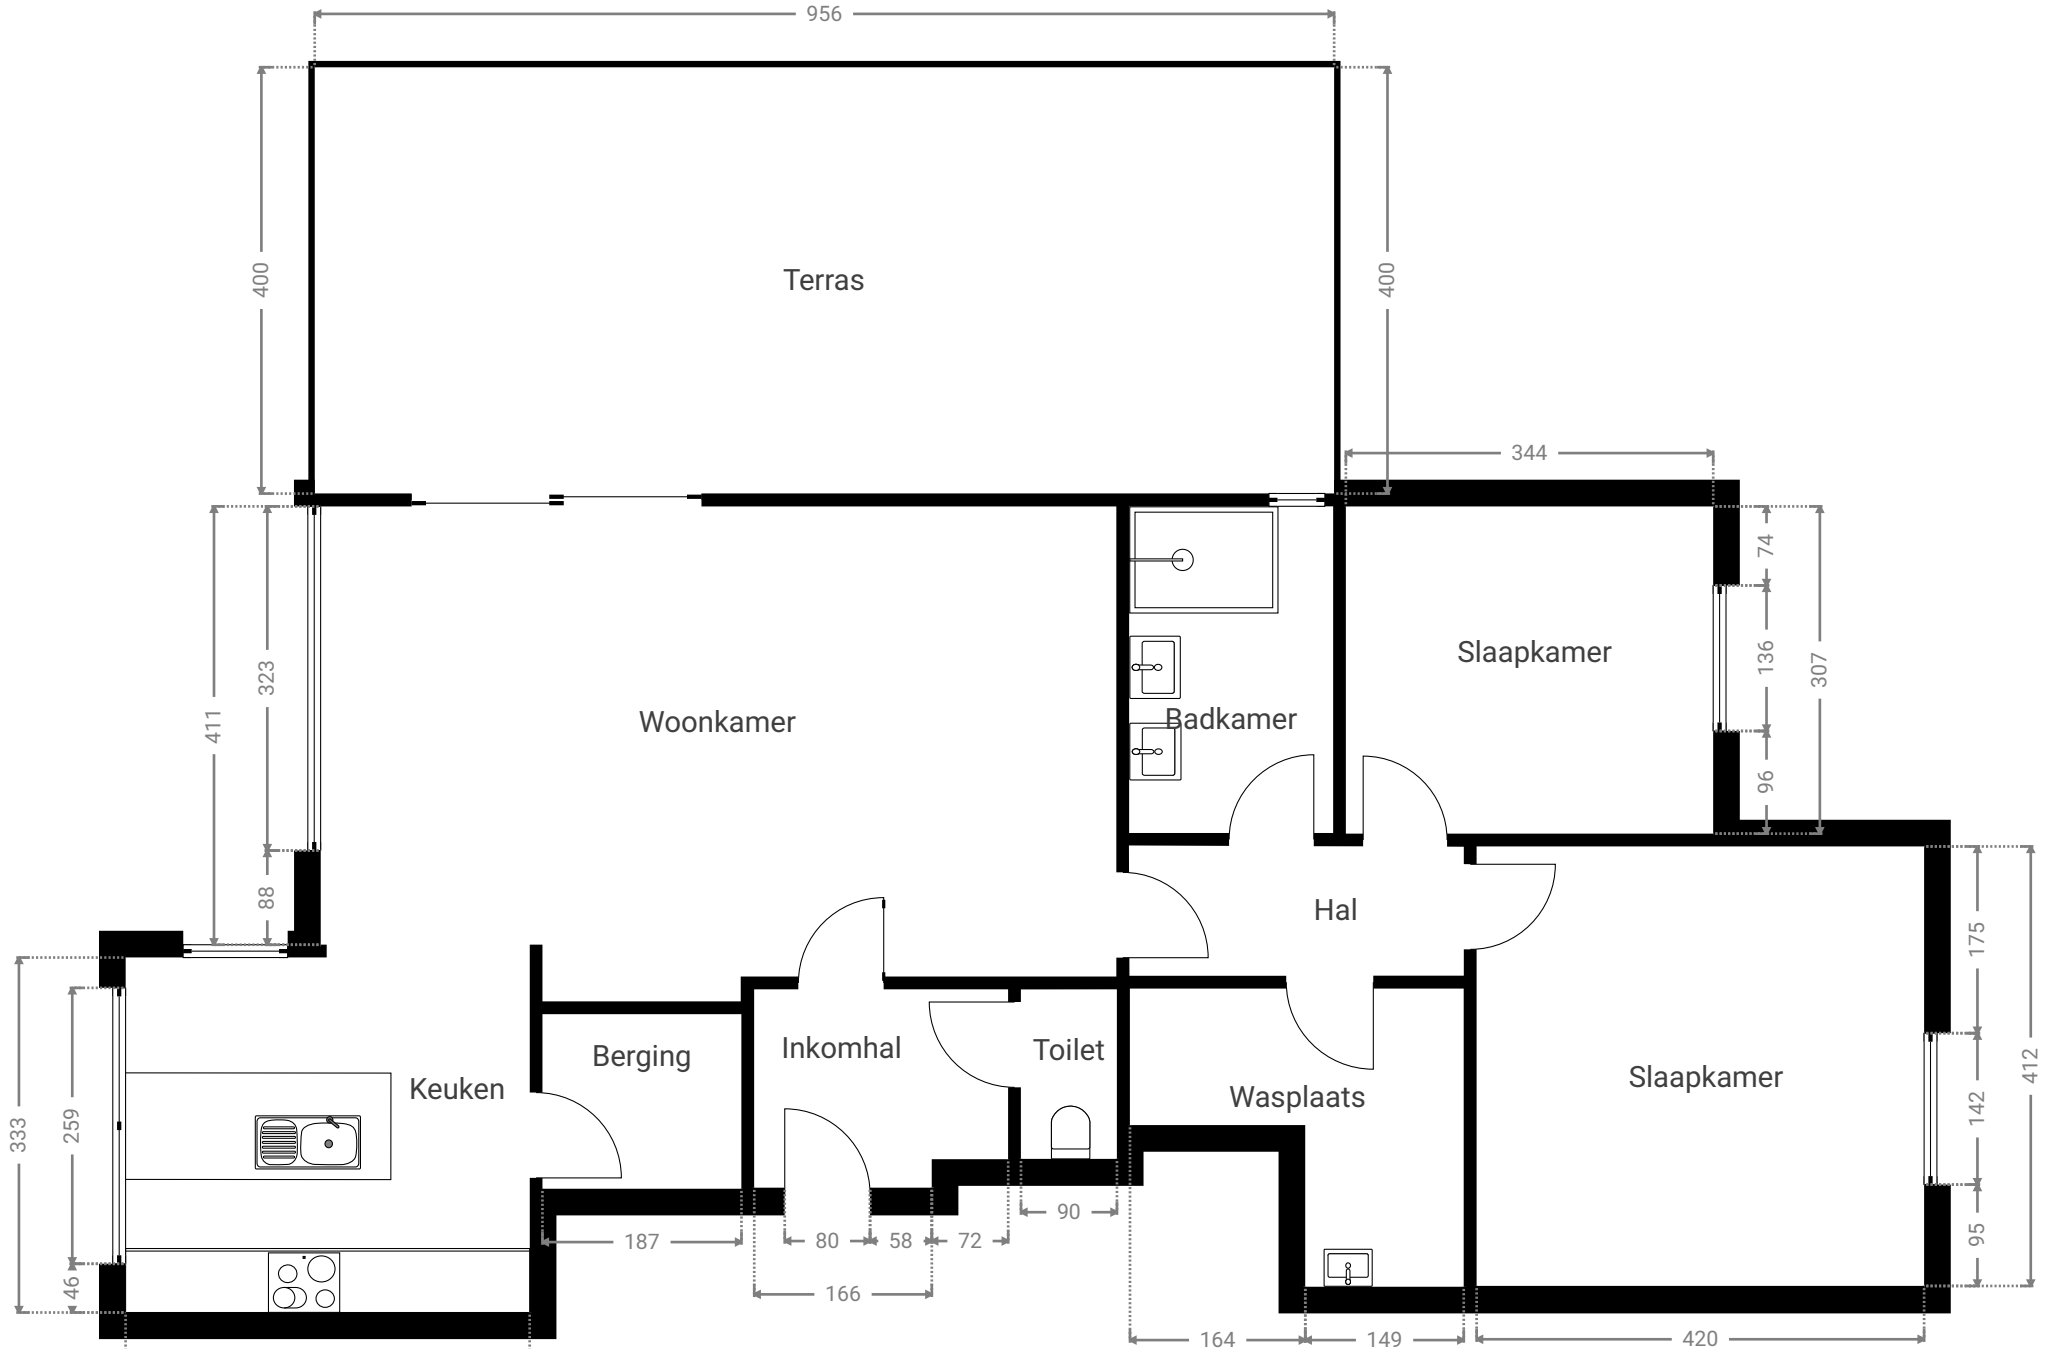 956
400
400
Terras
344
74
136
307
96
Slaapkamer
323
411
88
Woonkamer
Badkamer
Hal
175
142
412
95
Slaapkamer
333
259
46
Keuken
Berging
Inkomhal
Toilet
Wasplaats
187
80
58
72
90
166
164
149
420